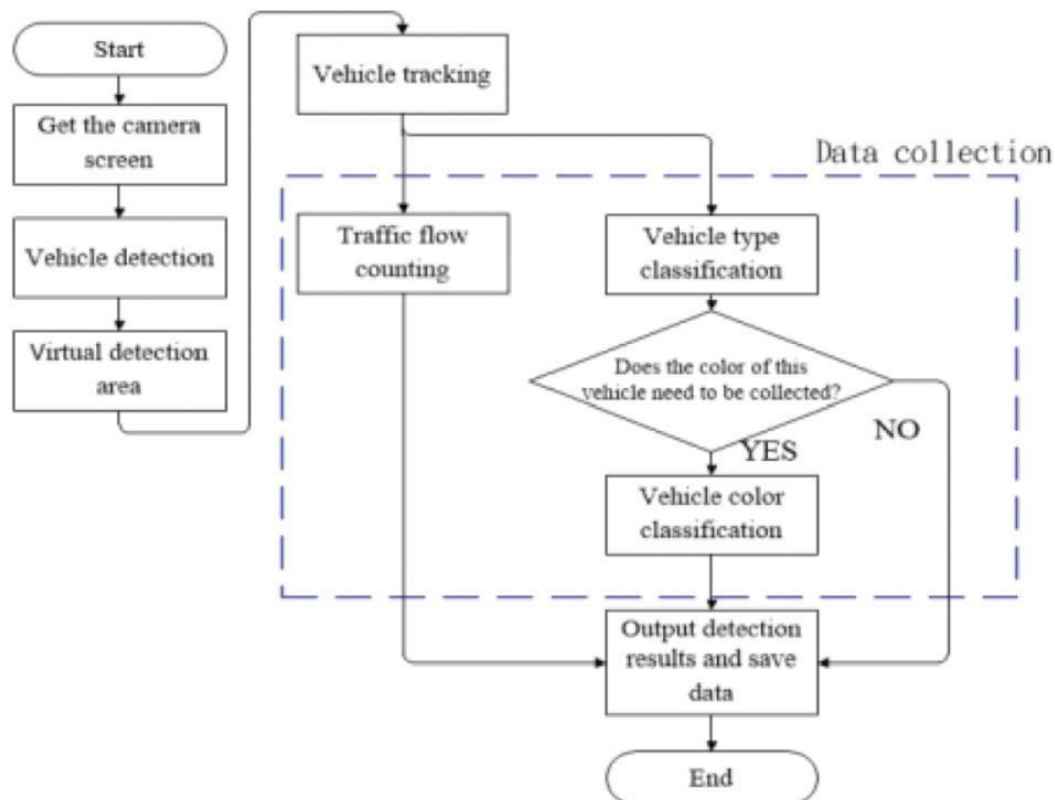 Start
Get the camera
screen
Vehicle detection
Virtual detection
area
Vehicle tracking
Data collection
Traffic flow
counting
Vehicle type
classification
Does the color of this
vehicle need to be collected?
YES
NO
Vehicle color
classification
Output detection
results and save
data
End